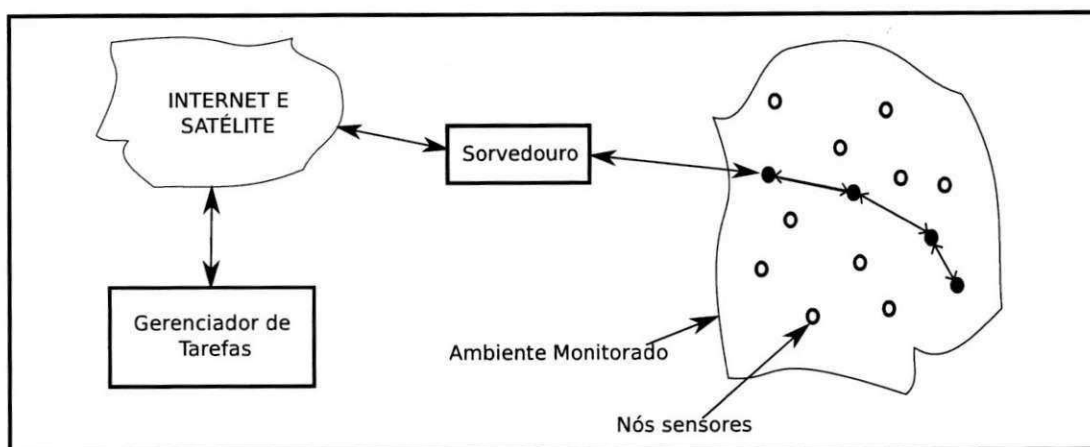 INTERNET E
SATÉLITE
Sorvedouro
Gerenciador de
Tarefas
Ambiente Monitorado
Nós sensores